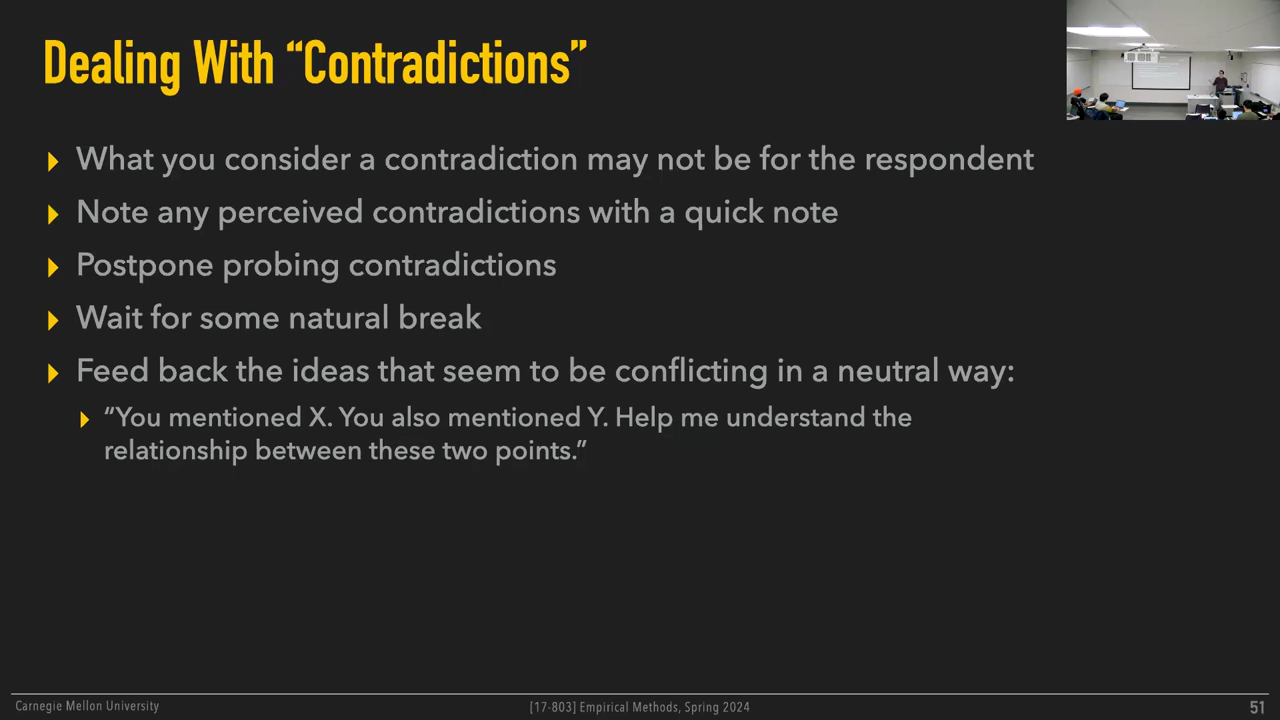 Dealing With “Contradictions”
What you consider a contradiction may not be for the respondent
Note any perceived contradictions with a quick note
Postpone probing contradictions
Wait for some natural break
Feed back the ideas that seem to be conflicting in a neutral way:
“You mentioned X. You also mentioned Y. Help me understand the
relationship between these two points.”
Carnegie Mellon University
[17-803] Empirical Methods, Spring 2024
51